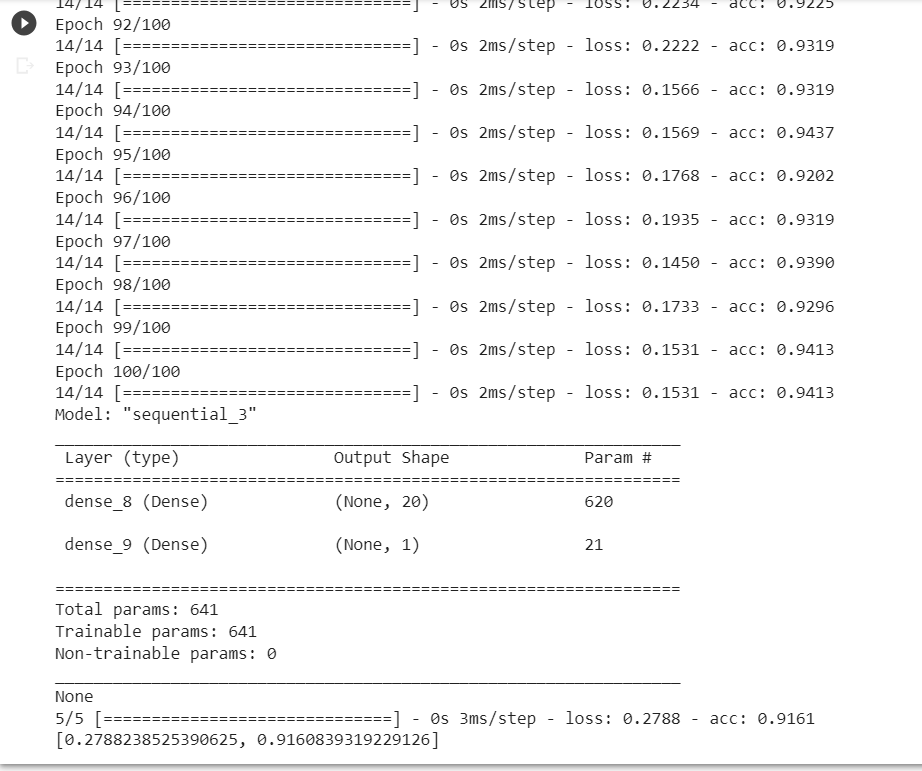 14/14 [==============================] - 0s 2ms/step - loss: 0.2234 - acc: 0.9225
Epoch 92/100
14/14 [==============================] - 0s 2ms/step - loss: 0.2222 - acc: 0.9319
Epoch 93/100
14/14 [==============================] - 0s 2ms/step - loss: 0.1566 - acc: 0.9319
Epoch 94/100
14/14 [==============================] - 0s 2ms/step - loss: 0.1569 - acc: 0.9437
Epoch 95/100
14/14 [==============================] - 0s 2ms/step - loss: 0.1768 - acc: 0.9202
Epoch 96/100
14/14 [==============================] - 0s 2ms/step - loss: 0.1935 - acc: 0.9319
Epoch 97/100
14/14 [==============================] - 0s 2ms/step - loss: 0.1450 - acc: 0.9390
Epoch 98/100
14/14 [==============================] - 0s 2ms/step - loss: 0.1733 - acc: 0.9296
Epoch 99/100
14/14 [==============================] - 0s 2ms/step - loss: 0.1531 - acc: 0.9413
Epoch 100/100
14/14 [==============================] - 0s 2ms/step - loss: 0.1531 - acc: 0.9413
Model: "sequential_3"
_________________________________________________________________
Layer (type)                Output Shape              Param #
=================================================================
dense_8 (Dense)             (None, 20)                620
dense_9 (Dense)             (None, 1)                 21
=================================================================
Total params: 641
Trainable params: 641
Non-trainable params: 0
_________________________________________________________________
None
5/5 [==============================] - 0s 3ms/step - loss: 0.2788 - acc: 0.9161
[0.2788238525390625, 0.9160839319229126]